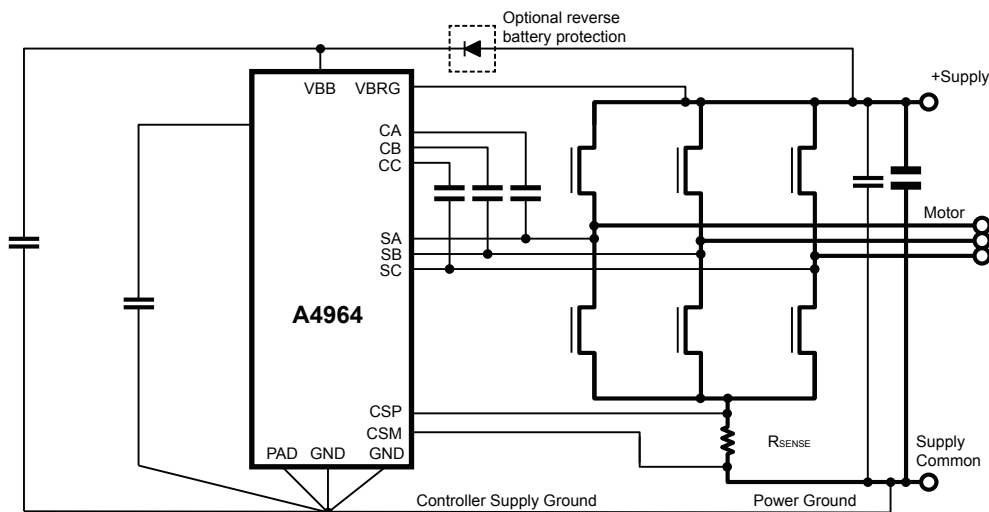 Optional reverse
battery protection
+Supply
VBB
VBRG
CA
CB
CC
Motor
SA
SB
SC
A4964
CSP
CSM
RSENSE
Supply
Common
PAD
GND
GND
Controller Supply Ground
Power Ground